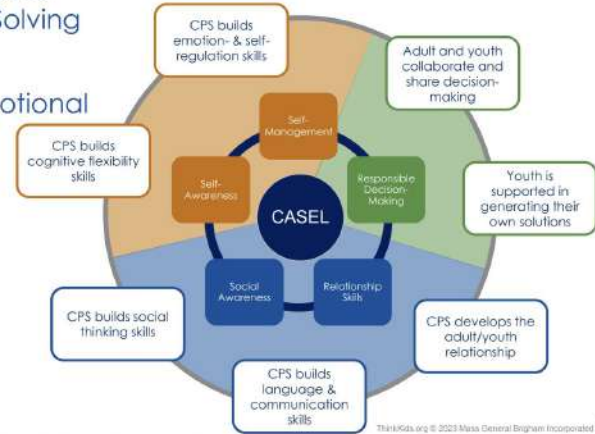 Solving
otional
CPS builds
emotion- & self-
regulation skills
Adult and youth
collaborate and
share decision-
making
Self-
Management
CPS builds
cognitive flexibility
skills
Self-
Awareness
Responsible
Decision-
Making
Youth is
supported in
generating their
own solutions
CASEL
Social
Awareness
Relationship
Skills
CPS builds social
thinking skills
CPS develops the
adult/youth
relationship
CPS builds
language &
communication
skills
ThinkKids.org © 2023 Mass General Brigham Incorporated